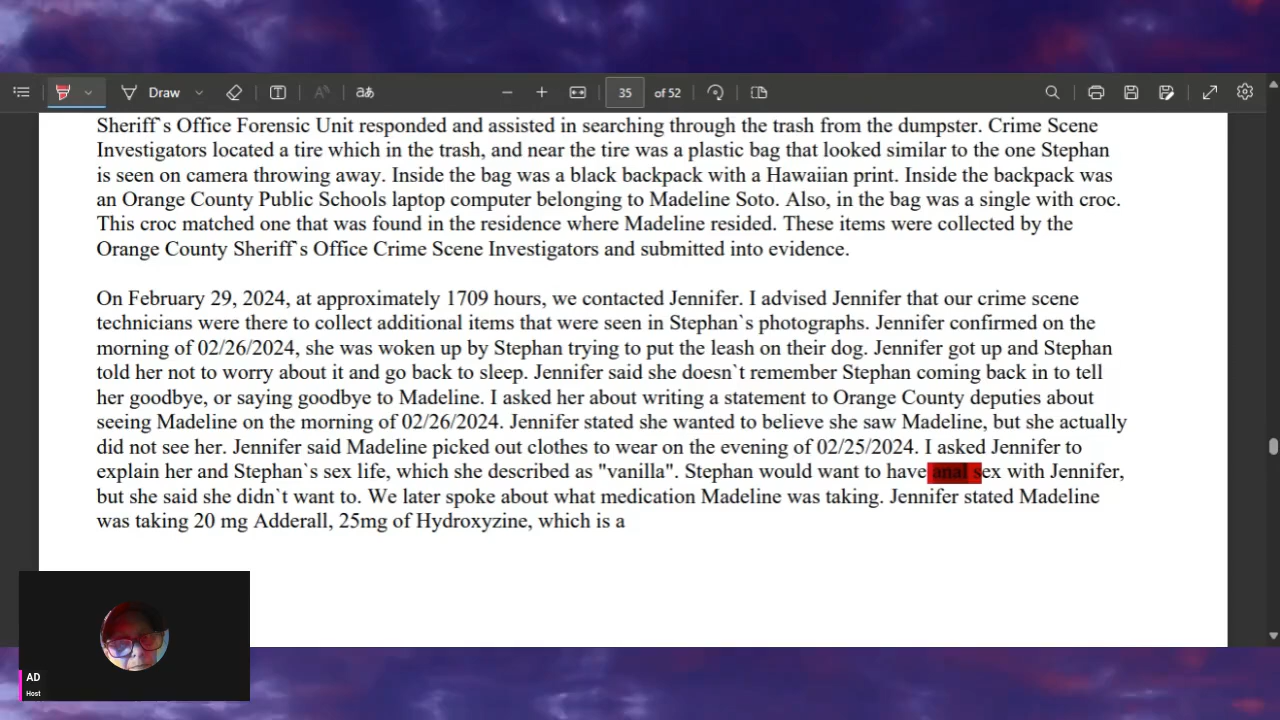 Draw
aあ
35 of 52
Sheriff`s Office Forensic Unit responded and assisted in searching through the trash from the dumpster. Crime Scene
Investigators located a tire which in the trash, and near the tire was a plastic bag that looked similar to the one Stephan
is seen on camera throwing away. Inside the bag was a black backpack with a Hawaiian print. Inside the backpack was
an Orange County Public Schools laptop computer belonging to Madeline Soto. Also, in the bag was a single with croc.
This croc matched one that was found in the residence where Madeline resided. These items were collected by the
Orange County Sheriff`s Office Crime Scene Investigators and submitted into evidence.
On February 29, 2024, at approximately 1709 hours, we contacted Jennifer. I advised Jennifer that our crime scene
technicians were there to collect additional items that were seen in Stephan`s photographs. Jennifer confirmed on the
morning of 02/26/2024, she was woken up by Stephan trying to put the leash on their dog. Jennifer got up and Stephan
told her not to worry about it and go back to sleep. Jennifer said she doesn`t remember Stephan coming back in to tell
her goodbye, or saying goodbye to Madeline. I asked her about writing a statement to Orange County deputies about
seeing Madeline on the morning of 02/26/2024. Jennifer stated she wanted to believe she saw Madeline, but she actually
did not see her. Jennifer said Madeline picked out clothes to wear on the evening of 02/25/2024. I asked Jennifer to
explain her and Stephan`s sex life, which she described as "vanilla". Stephan would want to have anal sex with Jennifer,
but she said she didn`t want to. We later spoke about what medication Madeline was taking. Jennifer stated Madeline
was taking 20 mg Adderall, 25mg of Hydroxyzine, which is a
AD
Host